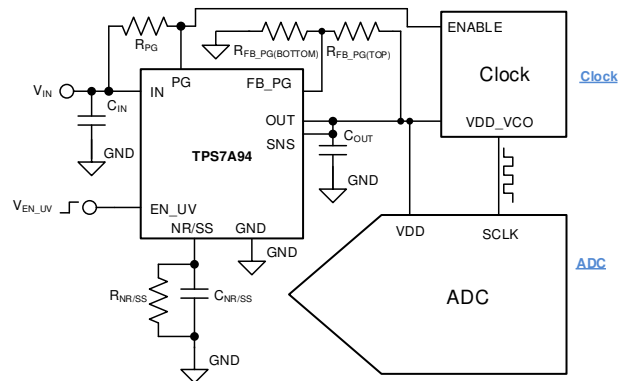 ENABLE
R_PG
R_FB_PG(BOTTOM) R_FB_PG(TOP)
PG
FB_PG
Clock
Clock
V_IN
IN
C_IN
OUT
VDD_VCO
GND
TPS7A94
SNS
C_OUT
GND
V_EN_UV
EN_UV
NR/SS
GND
GND
VDD
SCLK
ADC
R_NR/SS
C_NR/SS
ADC
GND